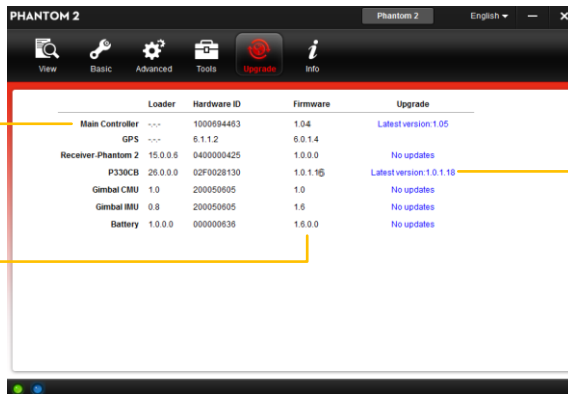 PHANTOM 2 Phantom 2 English
View Basic Advanced Tools Upgrade Info
Loader Hardware ID Firmware Upgrade
Main Controller -.-.- 1000694463 1.04 Latest version:1.05
GPS -.-.- 6.1.1.2 6.0.1.4
Receiver-Phantom 2 15.0.0.6 0400000425 1.0.0.0 No updates
P330CB 26.0.0.0 02F0028130 1.0.1.16 Latest version:1.0.1.18
Gimbal CMU 1.0 200050605 1.0 No updates
Gimbal IMU 0.8 200050605 1.6 No updates
Battery 1.0.0.0 000000636 1.6.0.0 No updates